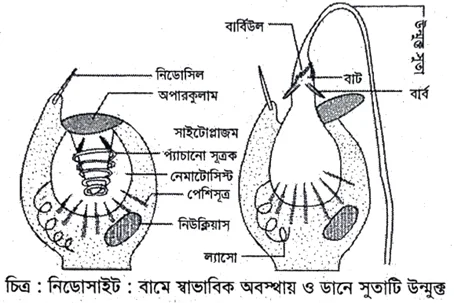 বার্বিউল
নিডোসিল
অপারকুলাম
বাট
বার্ব
উন্মুক্ত সুতা
সাইটোপ্লাজম
প্যাচানো সূত্রক
নেমাটোসিস্ট
পেশিসূত্র
নিউক্লিয়াস
ল্যাসো
চিত্র : নিডোসাইট : বামে স্বাভাবিক অবস্থায় ও ডানে সুতাটি উন্মুক্ত